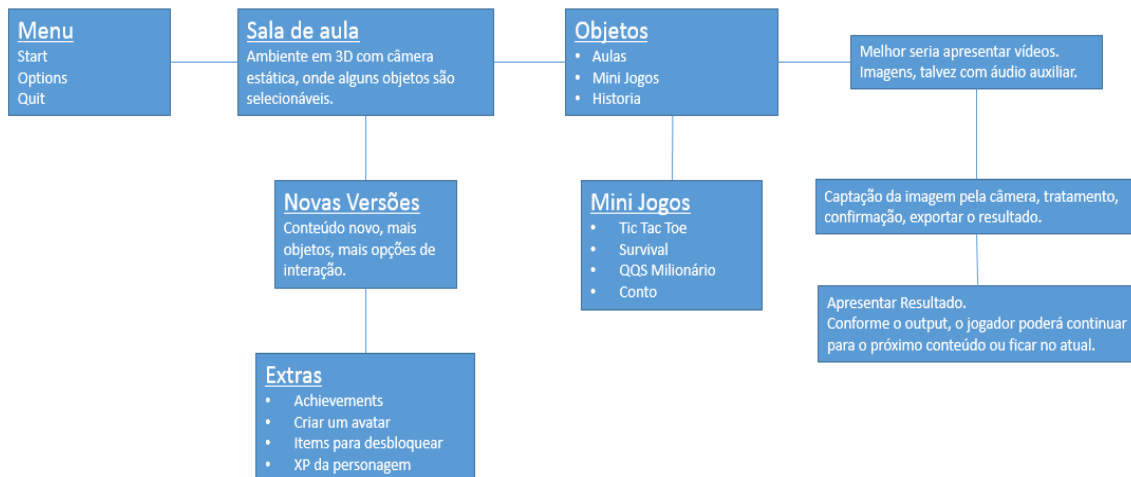 Menu
Start
Options
Quit
Sala de aula
Ambiente em 3D com câmera
estática, onde alguns objetos são
selecionáveis.
Objetos
• Aulas
• Mini Jogos
• Historia
Melhor seria apresentar vídeos.
Imagens, talvez com áudio auxiliar.
Novas Versões
Conteúdo novo, mais
objetos, mais opções de
interação.
Mini Jogos
• Tic Tac Toe
• Survival
• QQS Milionário
• Conto
Captação da imagem pela câmera, tratamento,
confirmação, exportar o resultado.
Apresentar Resultado.
Conforme o output, o jogador poderá continuar
para o próximo conteúdo ou ficar no atual.
Extras
• Achievements
• Criar um avatar
• Items para desbloquear
• XP da personagem